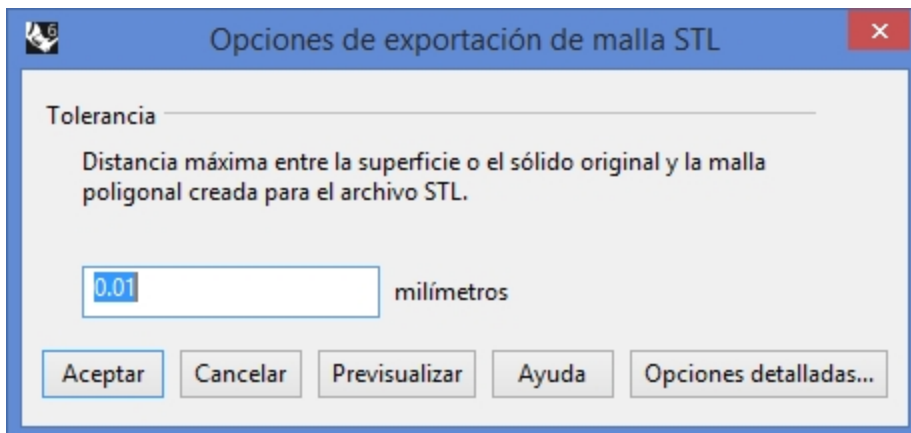 6
Opciones de exportación de malla STL
Tolerancia
Distancia máxima entre la superficie o el sólido original y la malla
poligonal creada para el archivo STL.
0.01 milímetros
Aceptar Cancelar Previsualizar Ayuda Opciones detalladas...